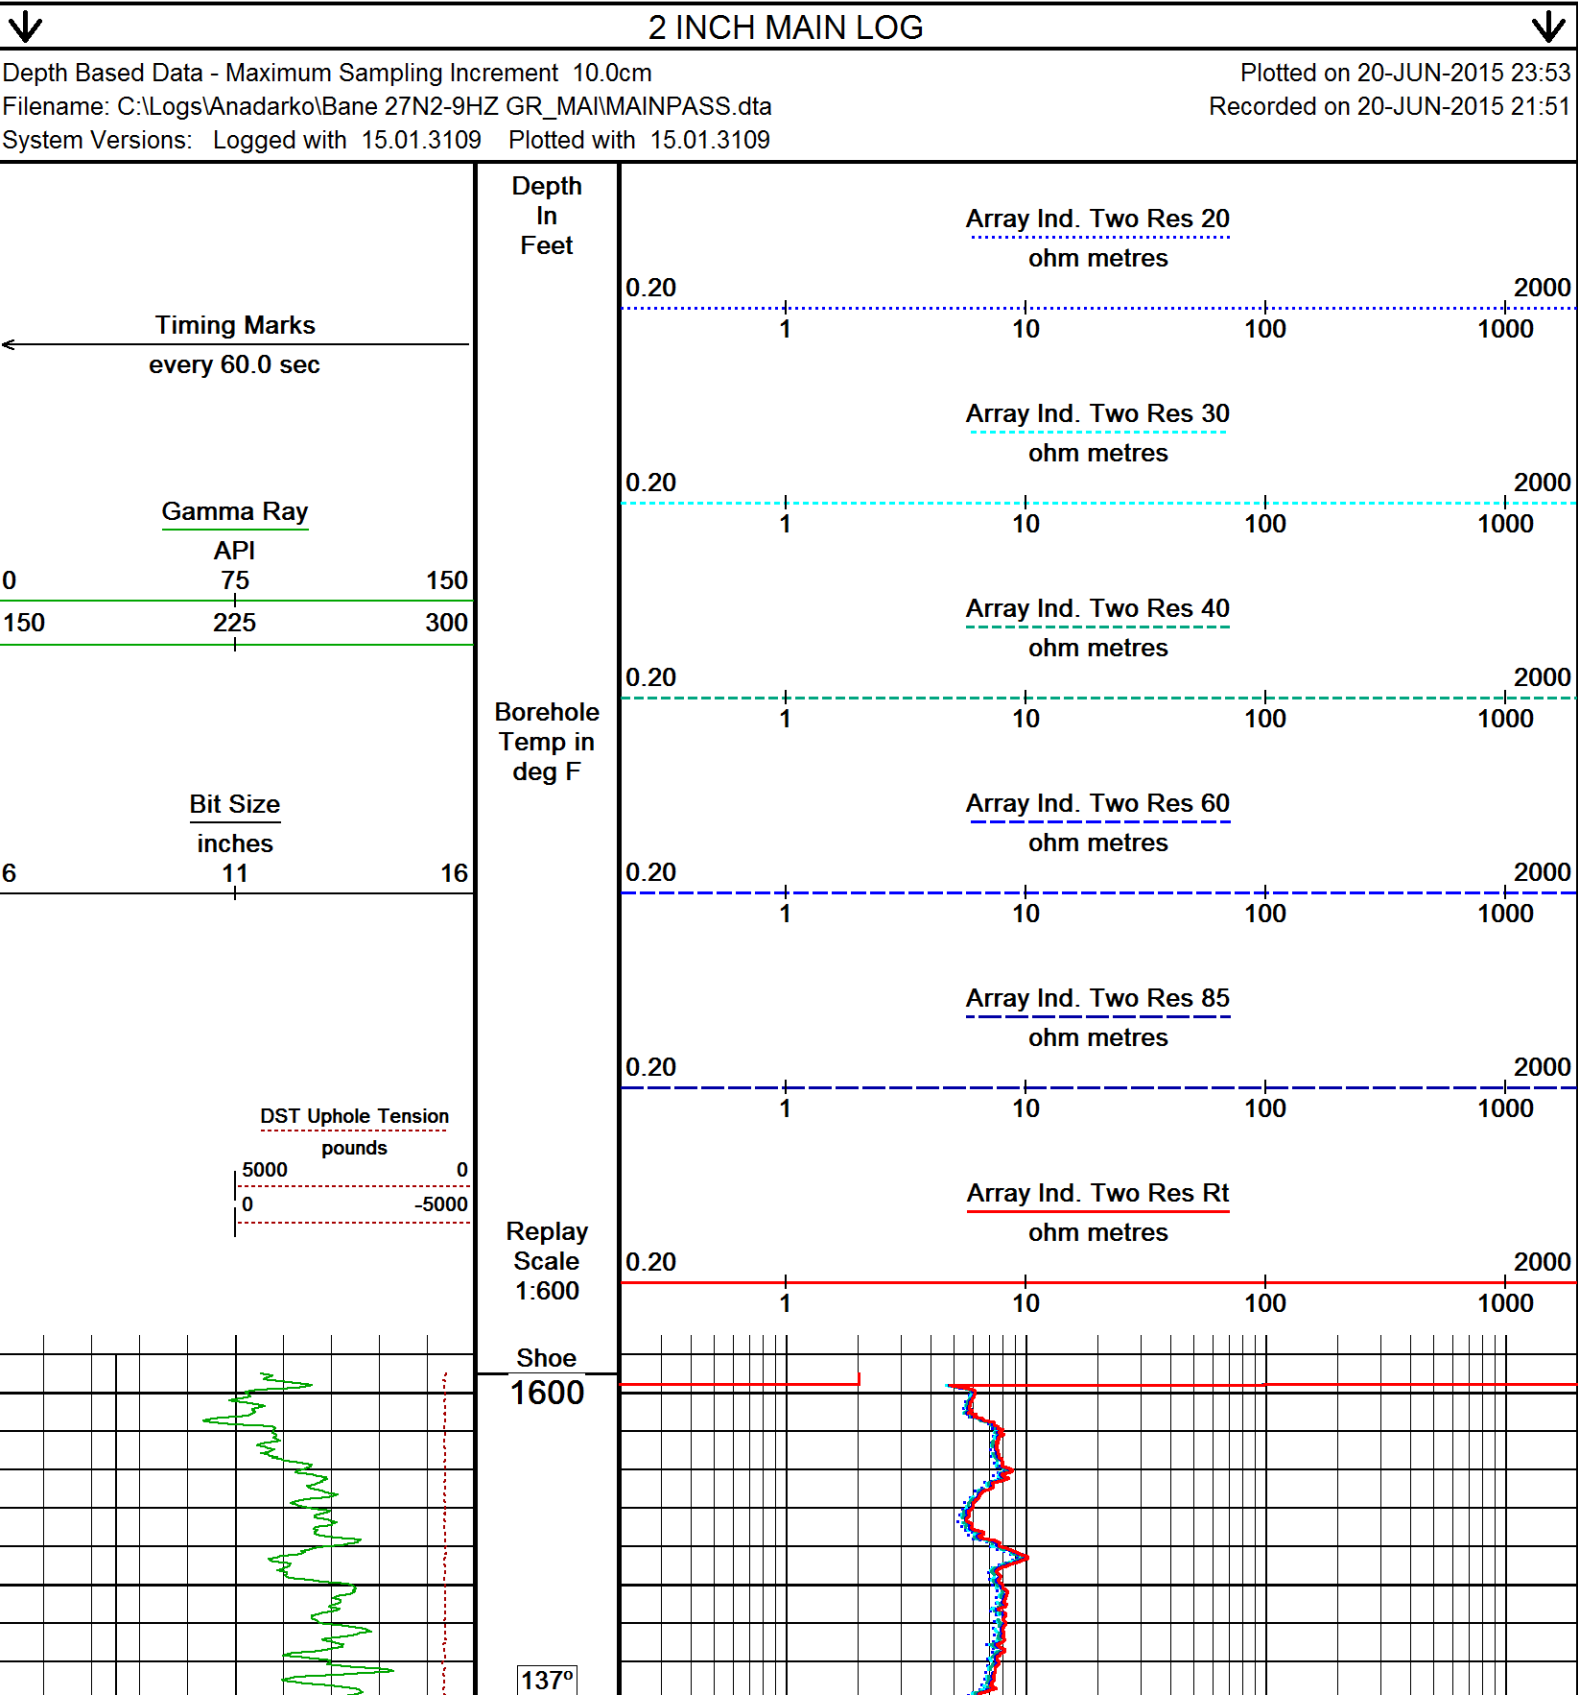 2 INCH MAIN LOG
Depth Based Data - Maximum Sampling Increment 10.0cm
Plotted on 20-JUN-2015 23:53
Filename: C:\Logs\Anadarko\Bane 27N2-9HZ GR_MAI\MAINPASS.dta
Recorded on 20-JUN-2015 21:51
System Versions: Logged with 15.01.3109 Plotted with 15.01.3109
Timing Marks
every 60.0 sec
Gamma Ray
API
0 75 150
150 225 300
Bit Size
inches
6 11 16
DST Uphole Tension
pounds
5000 0
0 -5000
Depth
In
Feet
Borehole
Temp in
deg F
Replay
Scale
1:600
Array Ind. Two Res 20
ohm metres
0.20 2000
1 10 100 1000
Array Ind. Two Res 30
ohm metres
0.20 2000
1 10 100 1000
Array Ind. Two Res 40
ohm metres
0.20 2000
1 10 100 1000
Array Ind. Two Res 60
ohm metres
0.20 2000
1 10 100 1000
Array Ind. Two Res 85
ohm metres
0.20 2000
1 10 100 1000
Array Ind. Two Res Rt
ohm metres
0.20 2000
1 10 100 1000
Shoe
1600
137º